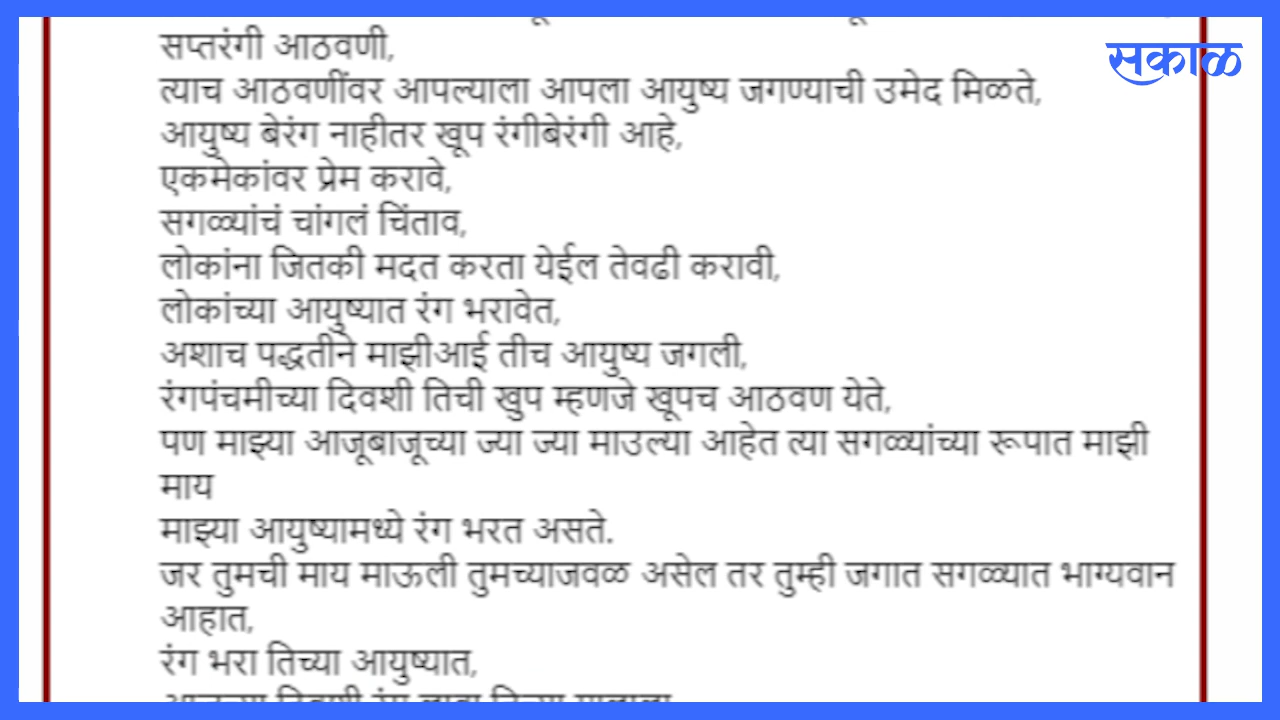 सकाळ
सप्तरंगी आठवणी,
त्याच आठवणींवर आपल्याला आपला आयुष्य जगण्याची उमेद मिळते,
आयुष्य बेरंग नाहीतर खूप रंगीबेरंगी आहे,
एकमेकांवर प्रेम करावे,
सगळ्यांचं चांगलं चिंताव,
लोकांना जितकी मदत करता येईल तेवढी करावी,
लोकांच्या आयुष्यात रंग भरावेत,
अशाच पद्धतीने माझीआई तीच आयुष्य जगली,
रंगपंचमीच्या दिवशी तिची खुप म्हणजे खूपच आठवण येते,
पण माझ्या आजूबाजूच्या ज्या ज्या माउल्या आहेत त्या सगळ्यांच्या रूपात माझी
माय
माझ्या आयुष्यामध्ये रंग भरत असते.
जर तुमची माय माऊली तुमच्याजवळ असेल तर तुम्ही जगात सगळ्यात भाग्यवान
आहात,
रंग भरा तिच्या आयुष्यात,